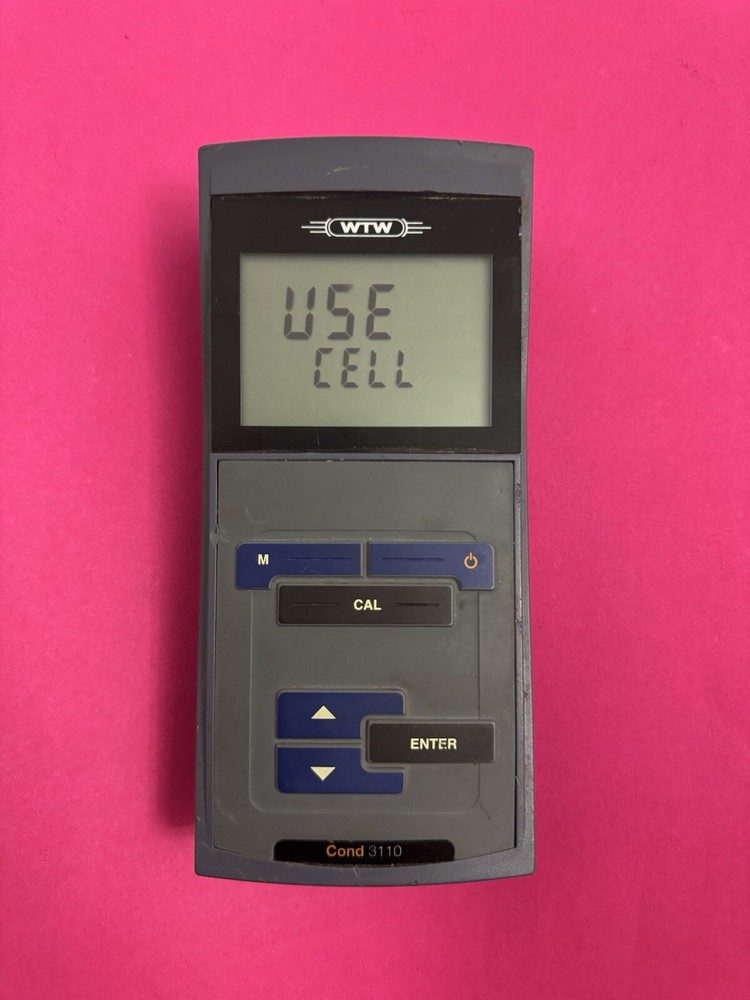 WTW
USE
CELL
M
CAL
ENTER
Cond 3110